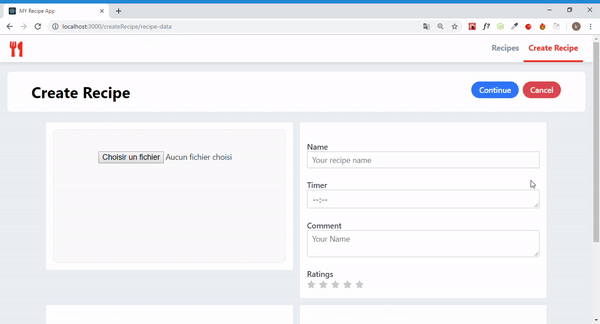 MY Recipe App
localhost:3000/createRecipe/recipe-data
Recipes
Create Recipe
Create Recipe
Continue
Cancel
Choisir un fichier Aucun fichier choisi
Name
Your recipe name
Timer
--:--
Comment
Your Name
Ratings